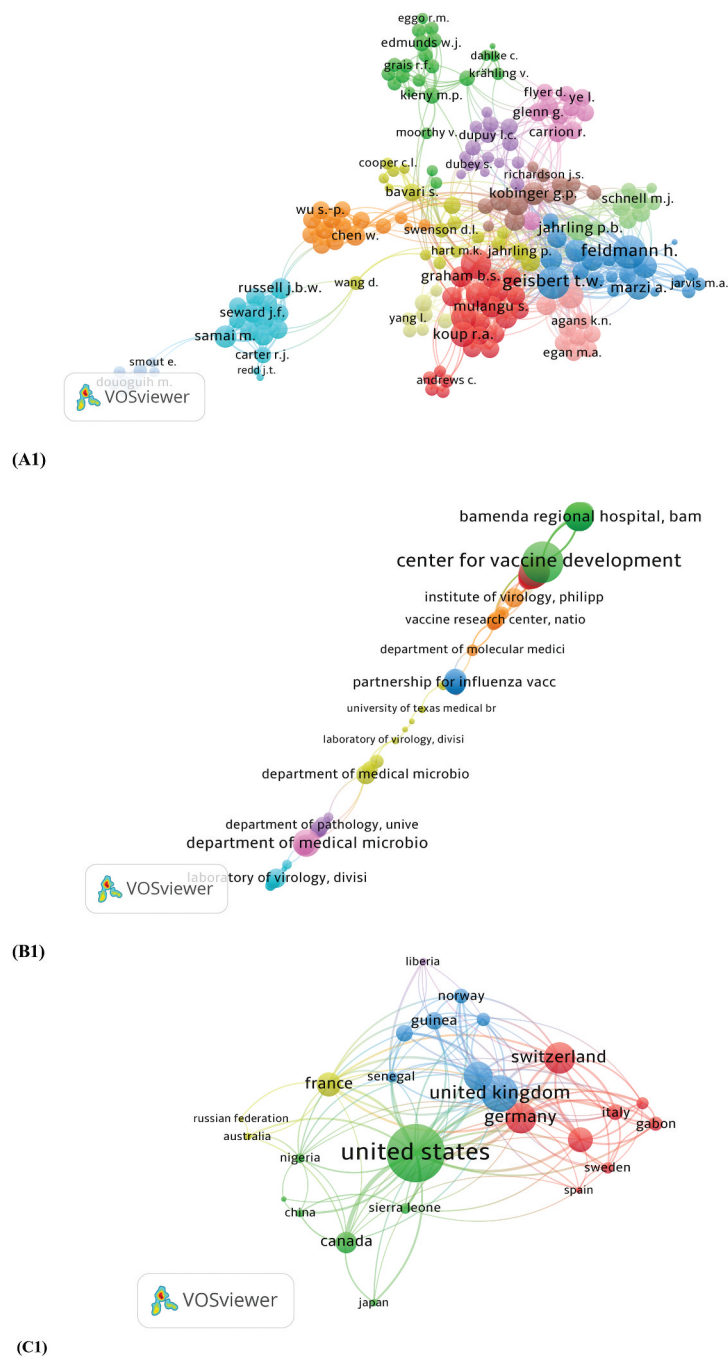 eggo r.m.
edmunds w.j.
dahlke c.
grais r.f.
krähling v.
kieny m.p.
flyer d.
ye l.
glenn g.
carrion r.
moorthy v.
dupuy l.c.
cooper c.l.
dubey s.
richardson j.s.
bavari s.
kobinger g.p.
schnell m.j.
wu s.-p.
chen w.
swenson d.l.
jahrling p.b.
hart m.k.
jahrling p.
feldmann h.
russell j.b.w.
wang d.
graham b.s.
geisbert t.w.
marzi a.
jarvis m.a.
seward j.f.
mulangu s.
samai m.
yang l.
koup r.a.
agans k.n.
carter r.j.
egan m.a.
smout e.
redd j.t.
andrews c.
douoguih m.
VOSviewer
(A1)
bamenda regional hospital, bam
center for vaccine development
institute of virology, philipp
vaccine research center, natio
department of molecular medici
partnership for influenza vacc
university of texas medical br
laboratory of virology, divisi
department of medical microbio
department of pathology, unive
department of medical microbio
laboratory of virology, divisi
VOSviewer
(B1)
liberia
norway
guinea
switzerland
france
senegal
united kingdom
germany
italy
gabon
russian federation
australia
united states
nigeria
sweden
spain
china
sierra leone
canada
japan
VOSviewer
(C1)